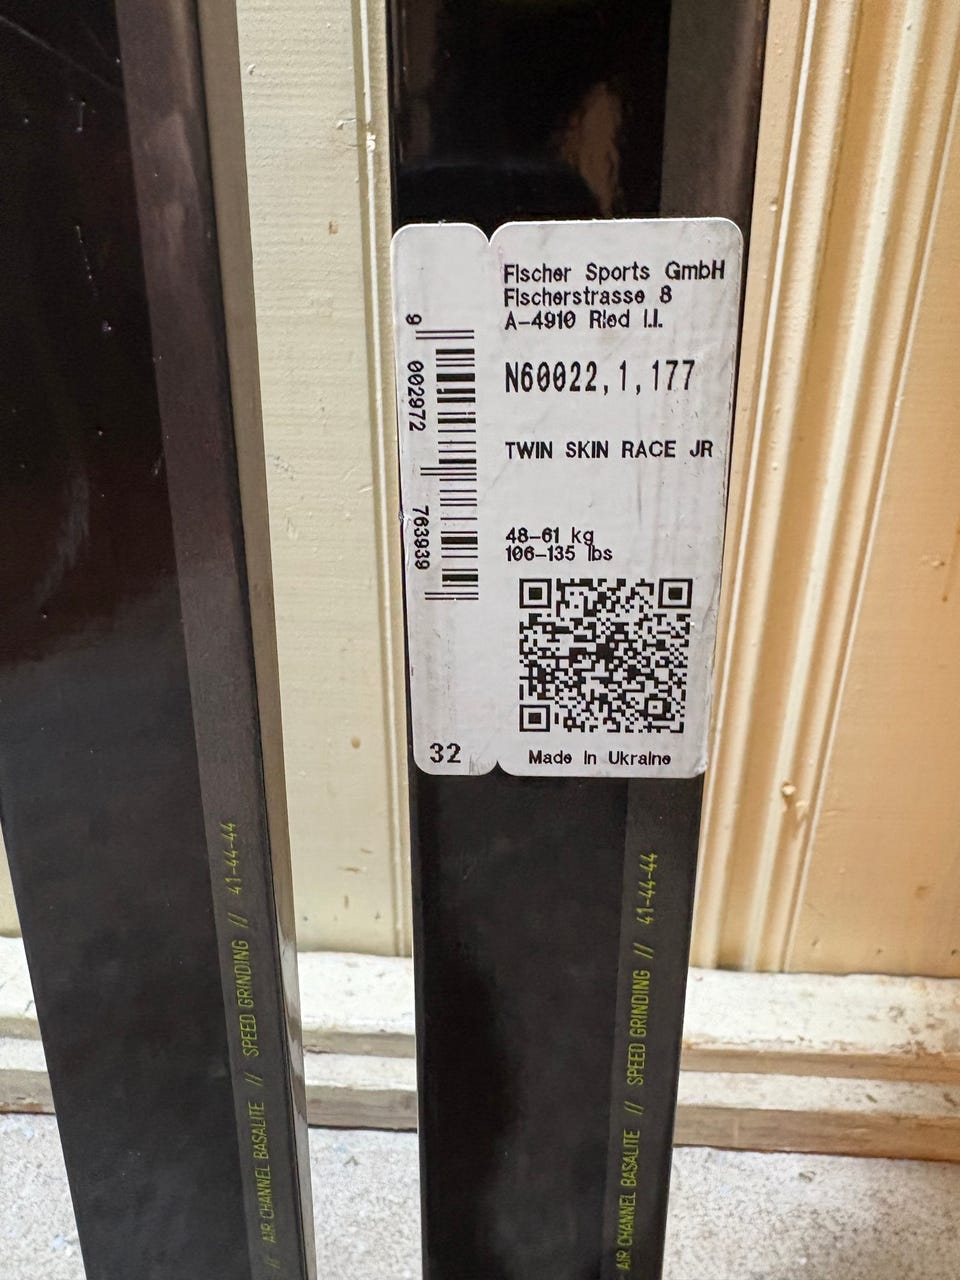 Fischer Sports GmbH
Fischerstrasse 8
A-4910 Ried i.I.
N60022,1,177
TWIN SKIN RACE JR
48-61 kg
106-135 lbs
Made in Ukraine
9 002972 763939
32
// AIR CHANNEL BASALITE // SPEED GRINDING // 41-44-44
AIR CHANNEL BASALITE // SPEED GRINDING // 41-44-44